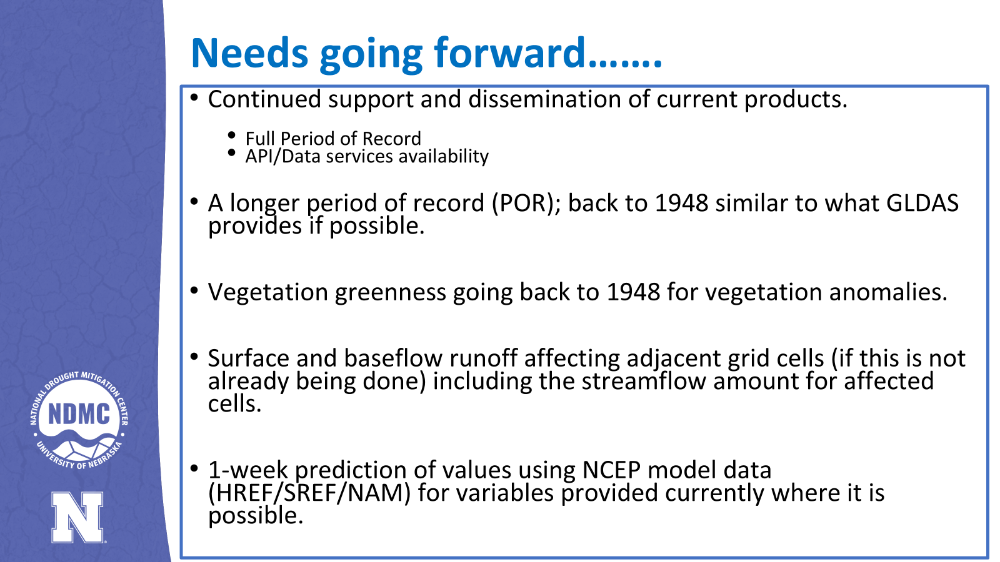 Needs going forward…….
• Continued support and dissemination of current products.
• Full Period of Record
• API/Data services availability
• A longer period of record (POR); back to 1948 similar to what GLDAS
provides if possible.
• Vegetation greenness going back to 1948 for vegetation anomalies.
• Surface and baseflow runoff affecting adjacent grid cells (if this is not
already being done) including the streamflow amount for affected
cells.
• 1-week prediction of values using NCEP model data
(HREF/SREF/NAM) for variables provided currently where it is
possible.
NATIONAL DROUGHT MITIGATION CENTER
NDMC
• UNIVERSITY OF NEBRASKA •
N
®